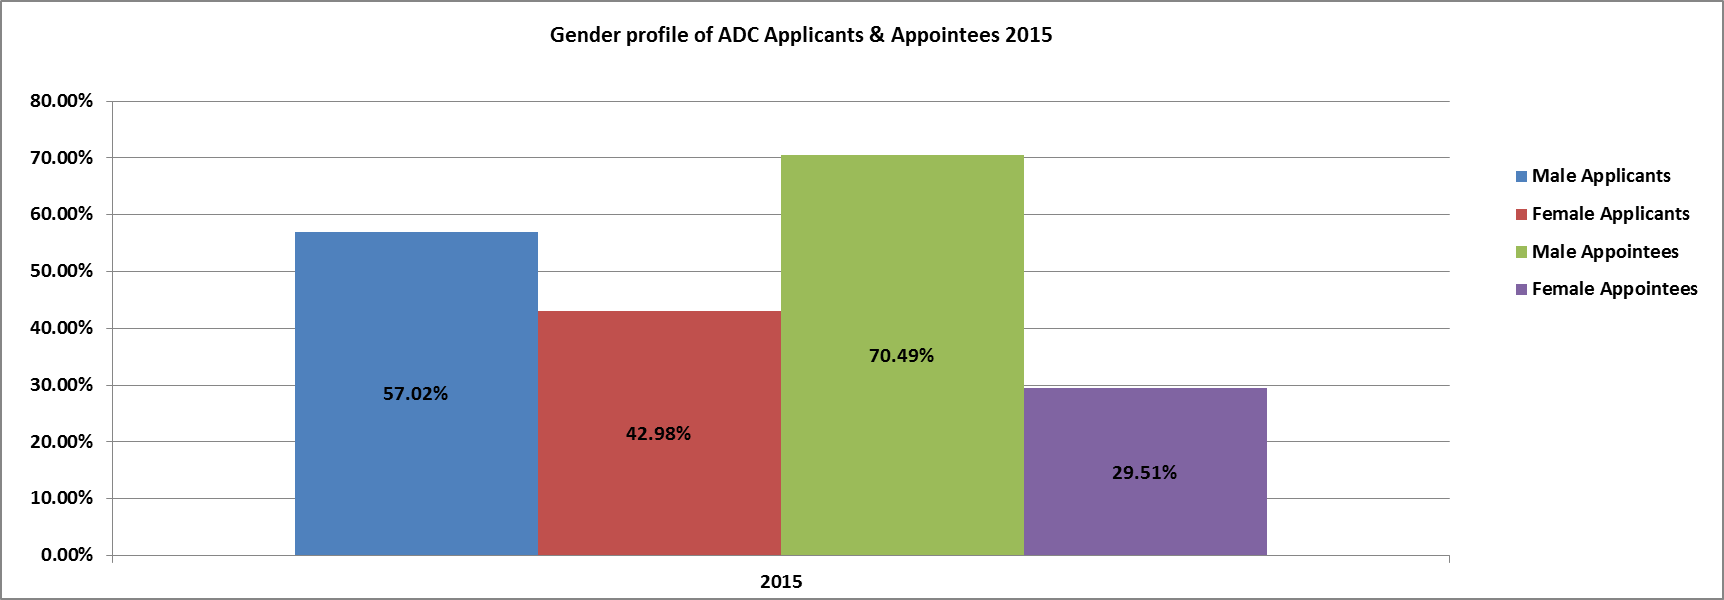 Gender profile of ADC Applicants & Appointees 2015
80.00%
70.00%
60.00%
50.00%
40.00%
30.00%
20.00%
10.00%
0.00%
57.02%
42.98%
70.49%
29.51%
2015
Male Applicants
Female Applicants
Male Appointees
Female Appointees